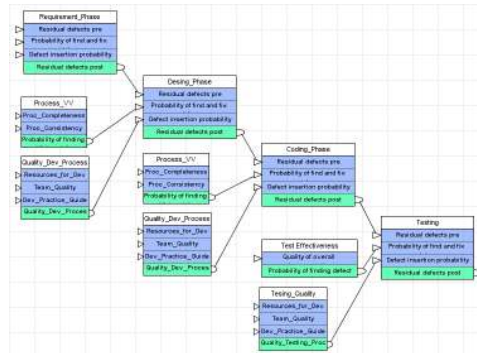 Requirement_Phase
Residual defects pre
Probability of find and fix
Defect insertion probability
Residual defects post
Desing_Phase
Residual defects pre
Probability of find and fix
Defect insertion probability
Residual defects post
Process_VV
Proc_Completeness
Proc_Consistency
Probability of finding
Quality_Dev_Process
Resources_for_Dev
Team_Quality
Dev_Practice_Guide
Quality_Dev_Proces
Process_VV
Proc_Completeness
Proc_Consistency
Probability of finding
Quality_Dev_Process
Resources_for_Dev
Team_Quality
Dev_Practice_Guide
Quality_Dev_Proces
Coding_Phase
Residual defects pre
Probability of find and fix
Defect insertion probability
Residual defects post
Test Effectiveness
Quality of overall
Probability of finding defect
Tesing_Quality
Resources_for_Dev
Team_Quality
Dev_Practice_Guide
Quality_Testing_Proc
Testing
Residual defects pre
Probability of find and fix
Defect insertion probability
Residual defects post